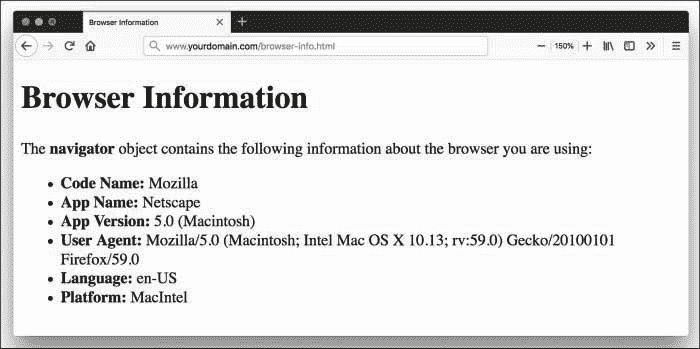 Browser Information
www.yourdomain.com/browser-info.html
150%
Browser Information
The navigator object contains the following information about the browser you are using:
• Code Name: Mozilla
• App Name: Netscape
• App Version: 5.0 (Macintosh)
• User Agent: Mozilla/5.0 (Macintosh; Intel Mac OS X 10.13; rv:59.0) Gecko/20100101
Firefox/59.0
• Language: en-US
• Platform: MacIntel